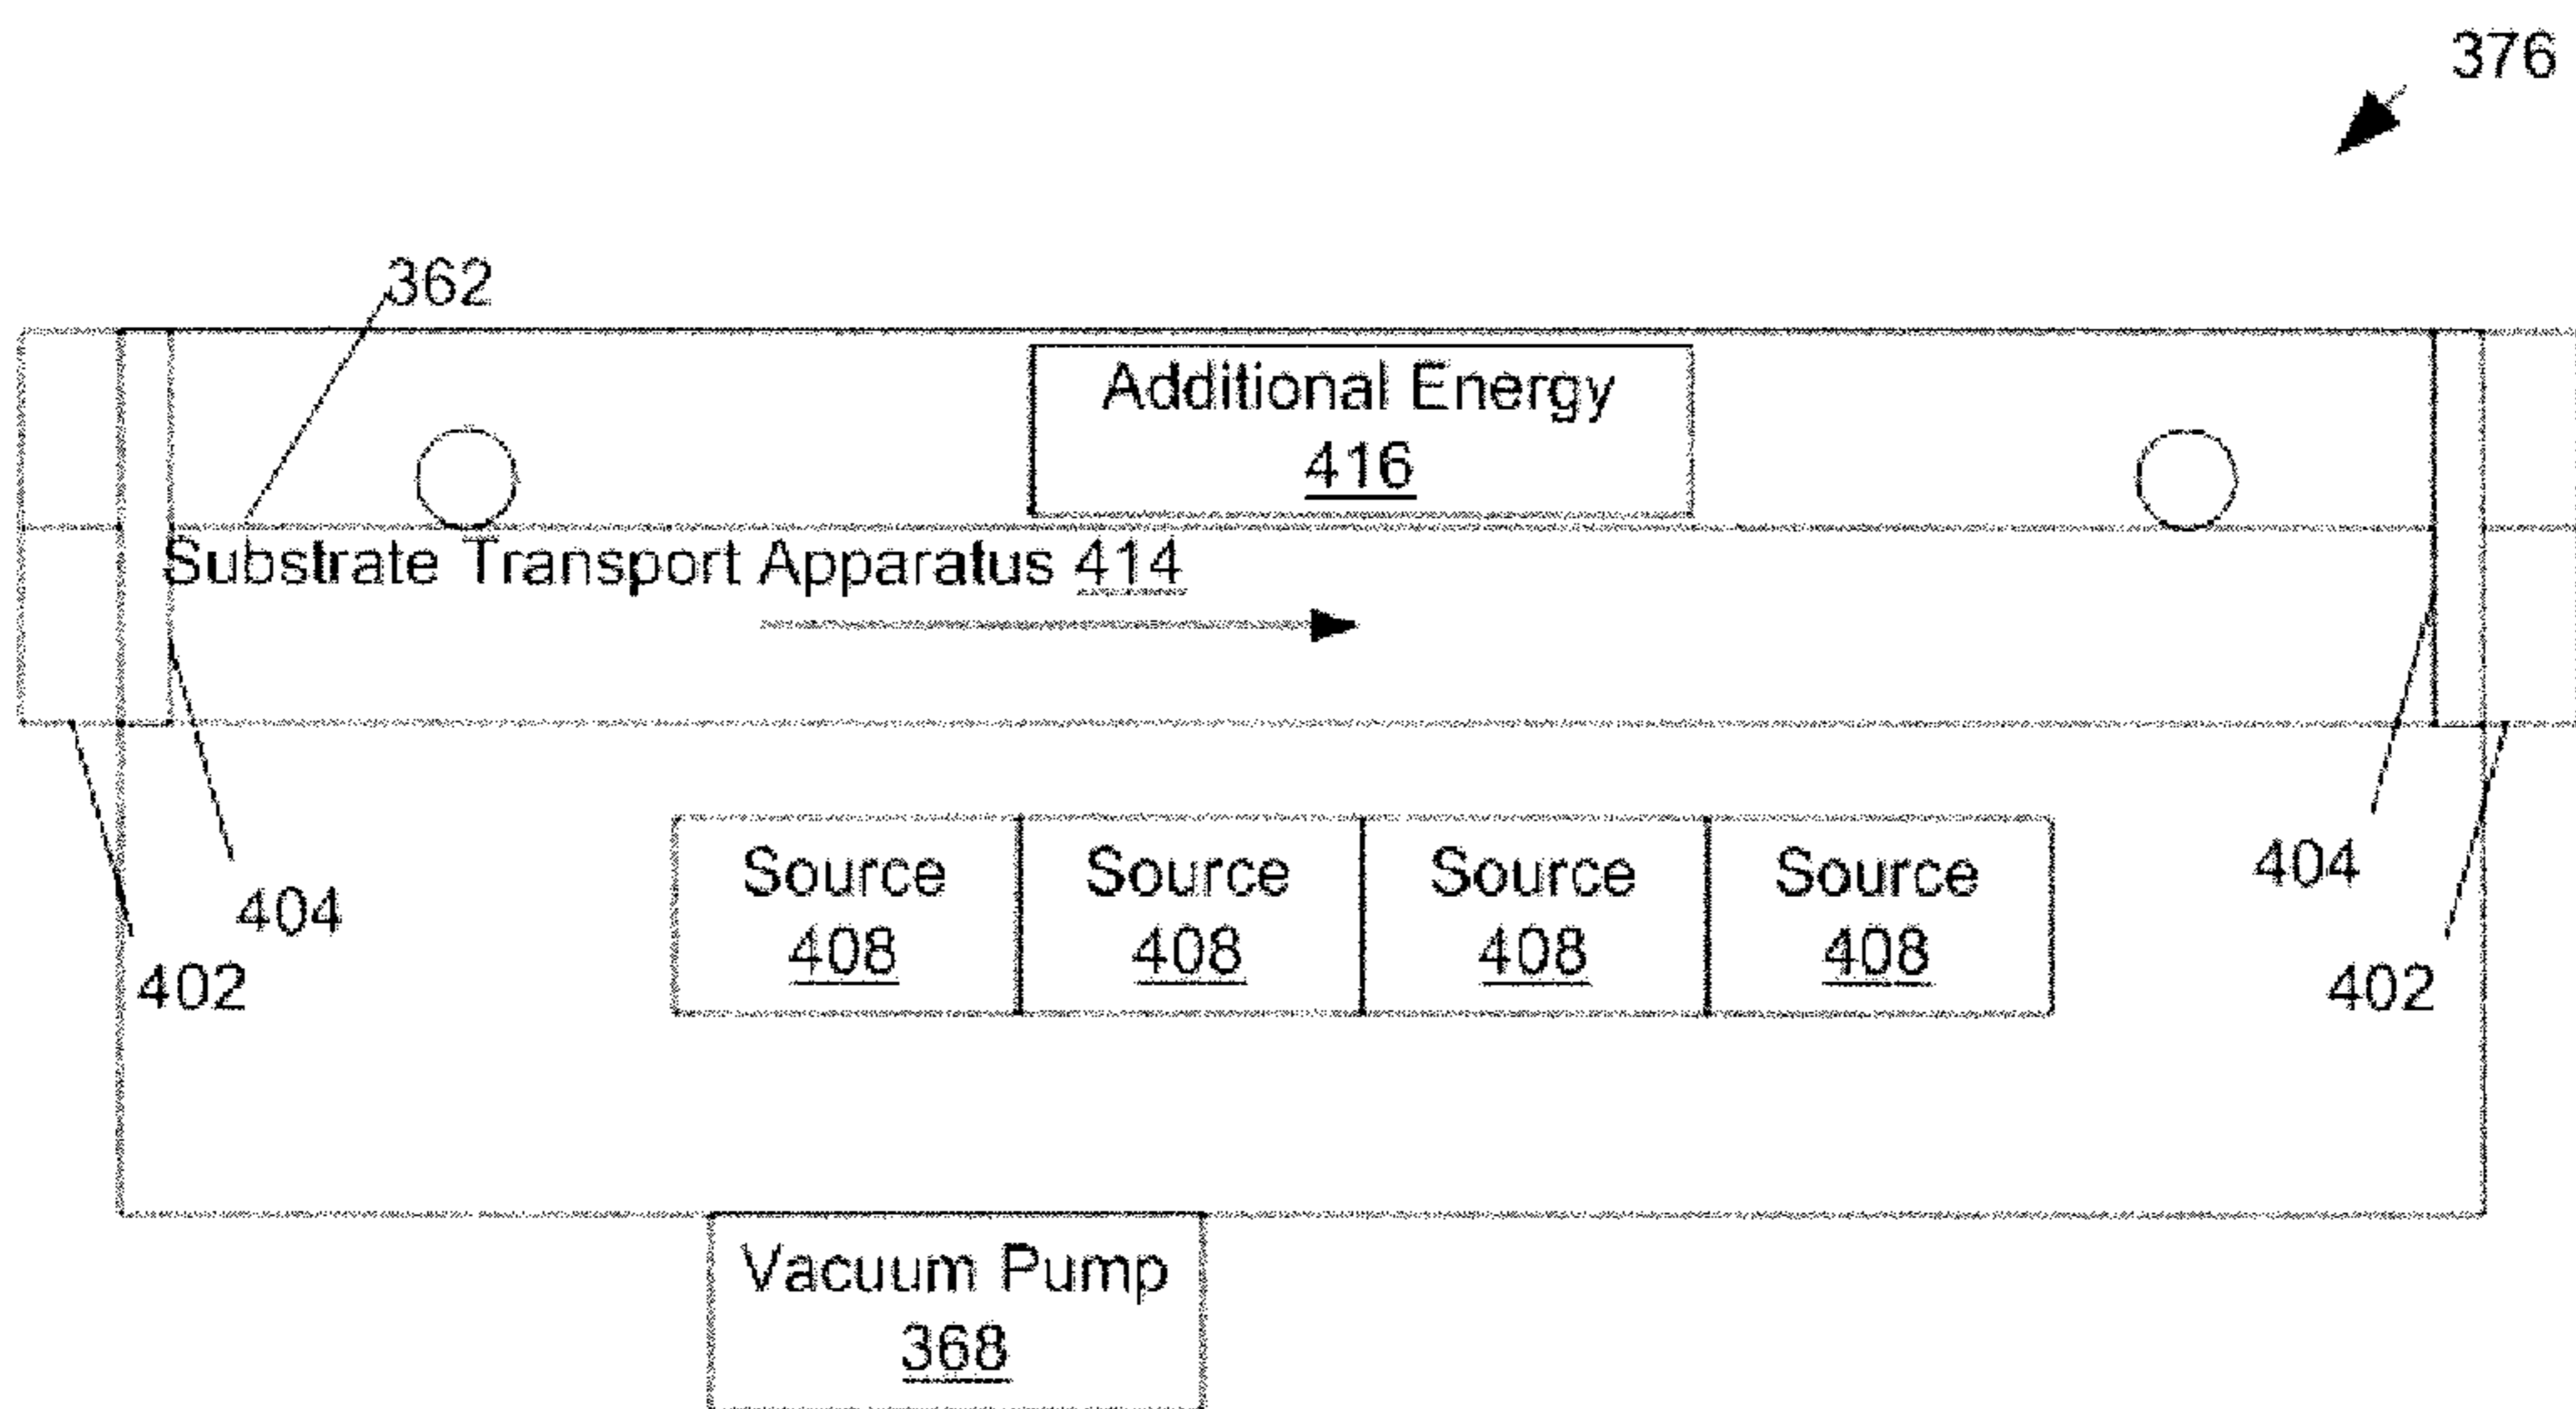 376
362
Additional Energy
416
Substrate Transport Apparatus 414
Source Source Source Source
408 408 408 408
404
404
402
402
Vacuum Pump
368